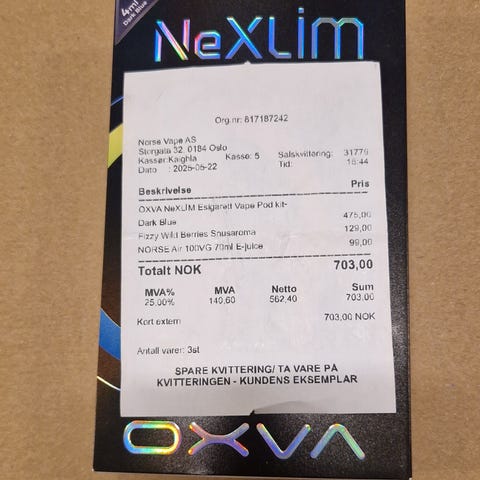 4ml
Dark Blue
NeXLIM
Org.nr: 817187242
Norse Vape AS
Storgata 32, 0184 Oslo
Kassør:Kaighla Kasse: 5 Salskvittering: 31779
Dato : 2025-05-22 Tid: 16:44
Beskrivelse Pris
OXVA NeXLIM Esigarett Vape Pod kit-
Dark Blue 475,00
Fizzy Wild Berries Snusaroma 129,00
NORSE Air 100VG 70ml E-juice 99,00
Totalt NOK 703,00
MVA% MVA Netto Sum
25,00% 140,60 562,40 703,00
Kort extern 703,00 NOK
Antall varer: 3st
SPARE KVITTERING/ TA VARE PÅ
KVITTERINGEN - KUNDENS EKSEMPLAR
OXVA